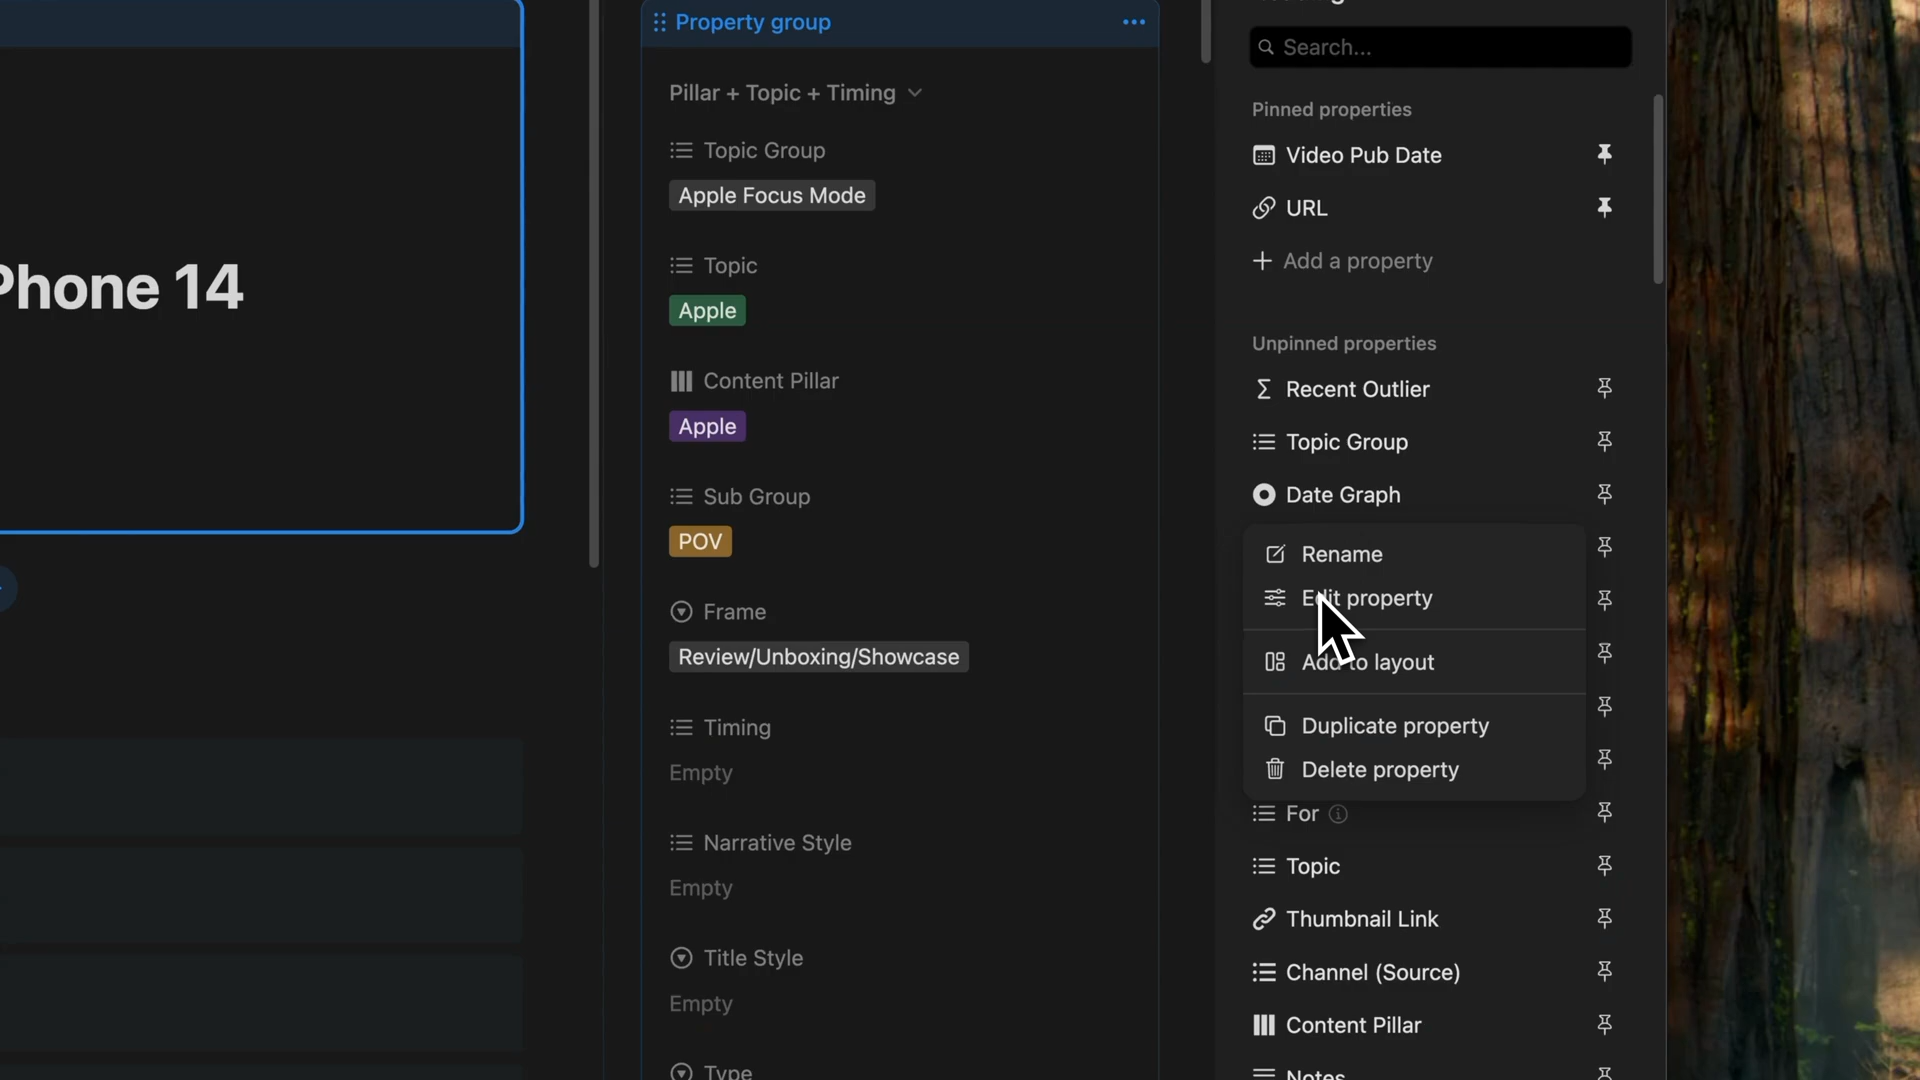 Phone 14
Property group
Pillar + Topic + Timing
Topic Group
Apple Focus Mode
Topic
Apple
Content Pillar
Apple
Sub Group
POV
Frame
Review/Unboxing/Showcase
Timing
Empty
Narrative Style
Empty
Title Style
Empty
Type
Search...
Pinned properties
Video Pub Date
URL
Add a property
Unpinned properties
Recent Outlier
Topic Group
Date Graph
Rename
Edit property
Add to layout
Duplicate property
Delete property
For
Topic
Thumbnail Link
Channel (Source)
Content Pillar
Notes